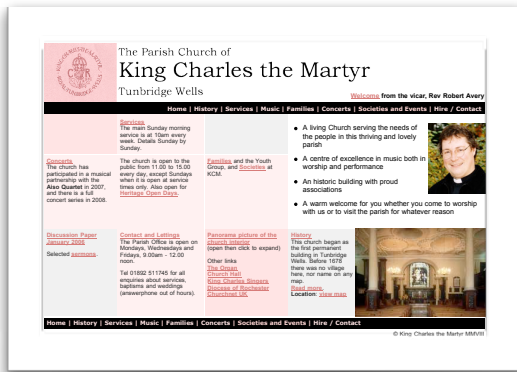 The Parish Church of
King Charles the Martyr
Tunbridge Wells
Welcome from the vicar, Rev Robert Avery
Home | History | Services | Music | Families | Concerts | Societies and Events | Hire / Contact
Services
The main Sunday morning
service is at 10am every
week. Details Sunday by
Sunday.
Concerts
The church has
participated in a musical
partnership with the
Also Quartet in 2007,
and there is a full
concert series in 2008.
The church is open to the
public from 11.00 to 15.00
every day, except Sundays
when it is open at service
times only. Also open for
Heritage Open Days.
Families and the Youth
Group, and Societies at
KCM.
A living Church serving the needs of
the people in this thriving and lovely
parish
A centre of excellence in music both in
worship and performance
An historic building with proud
associations
A warm welcome for you whether you come to worship
with us or to visit the parish for whatever reason
Discussion Paper
January 2006
Selected sermons.
Contact and Lettings
The Parish Office is open on
Mondays, Wednesdays and
Fridays, 9.00am - 12.00
noon.
Tel 01892 511745 for all
enquiries about services,
baptisms and weddings
(answerphone out of hours).
Panorama picture of the
church interior
(open then click to expand)
Other links
The Organ
Church Hall
King Charles Singers
Diocese of Rochester
Churchnet UK
History
This church began as
the first permanent
building in Tunbridge
Wells. Before 1678
there was no village
here, nor name on any
map.
Read more.
Location: view map
Home | History | Services | Music | Families | Concerts | Societies and Events | Hire / Contact
© King Charles the Martyr MMVIII